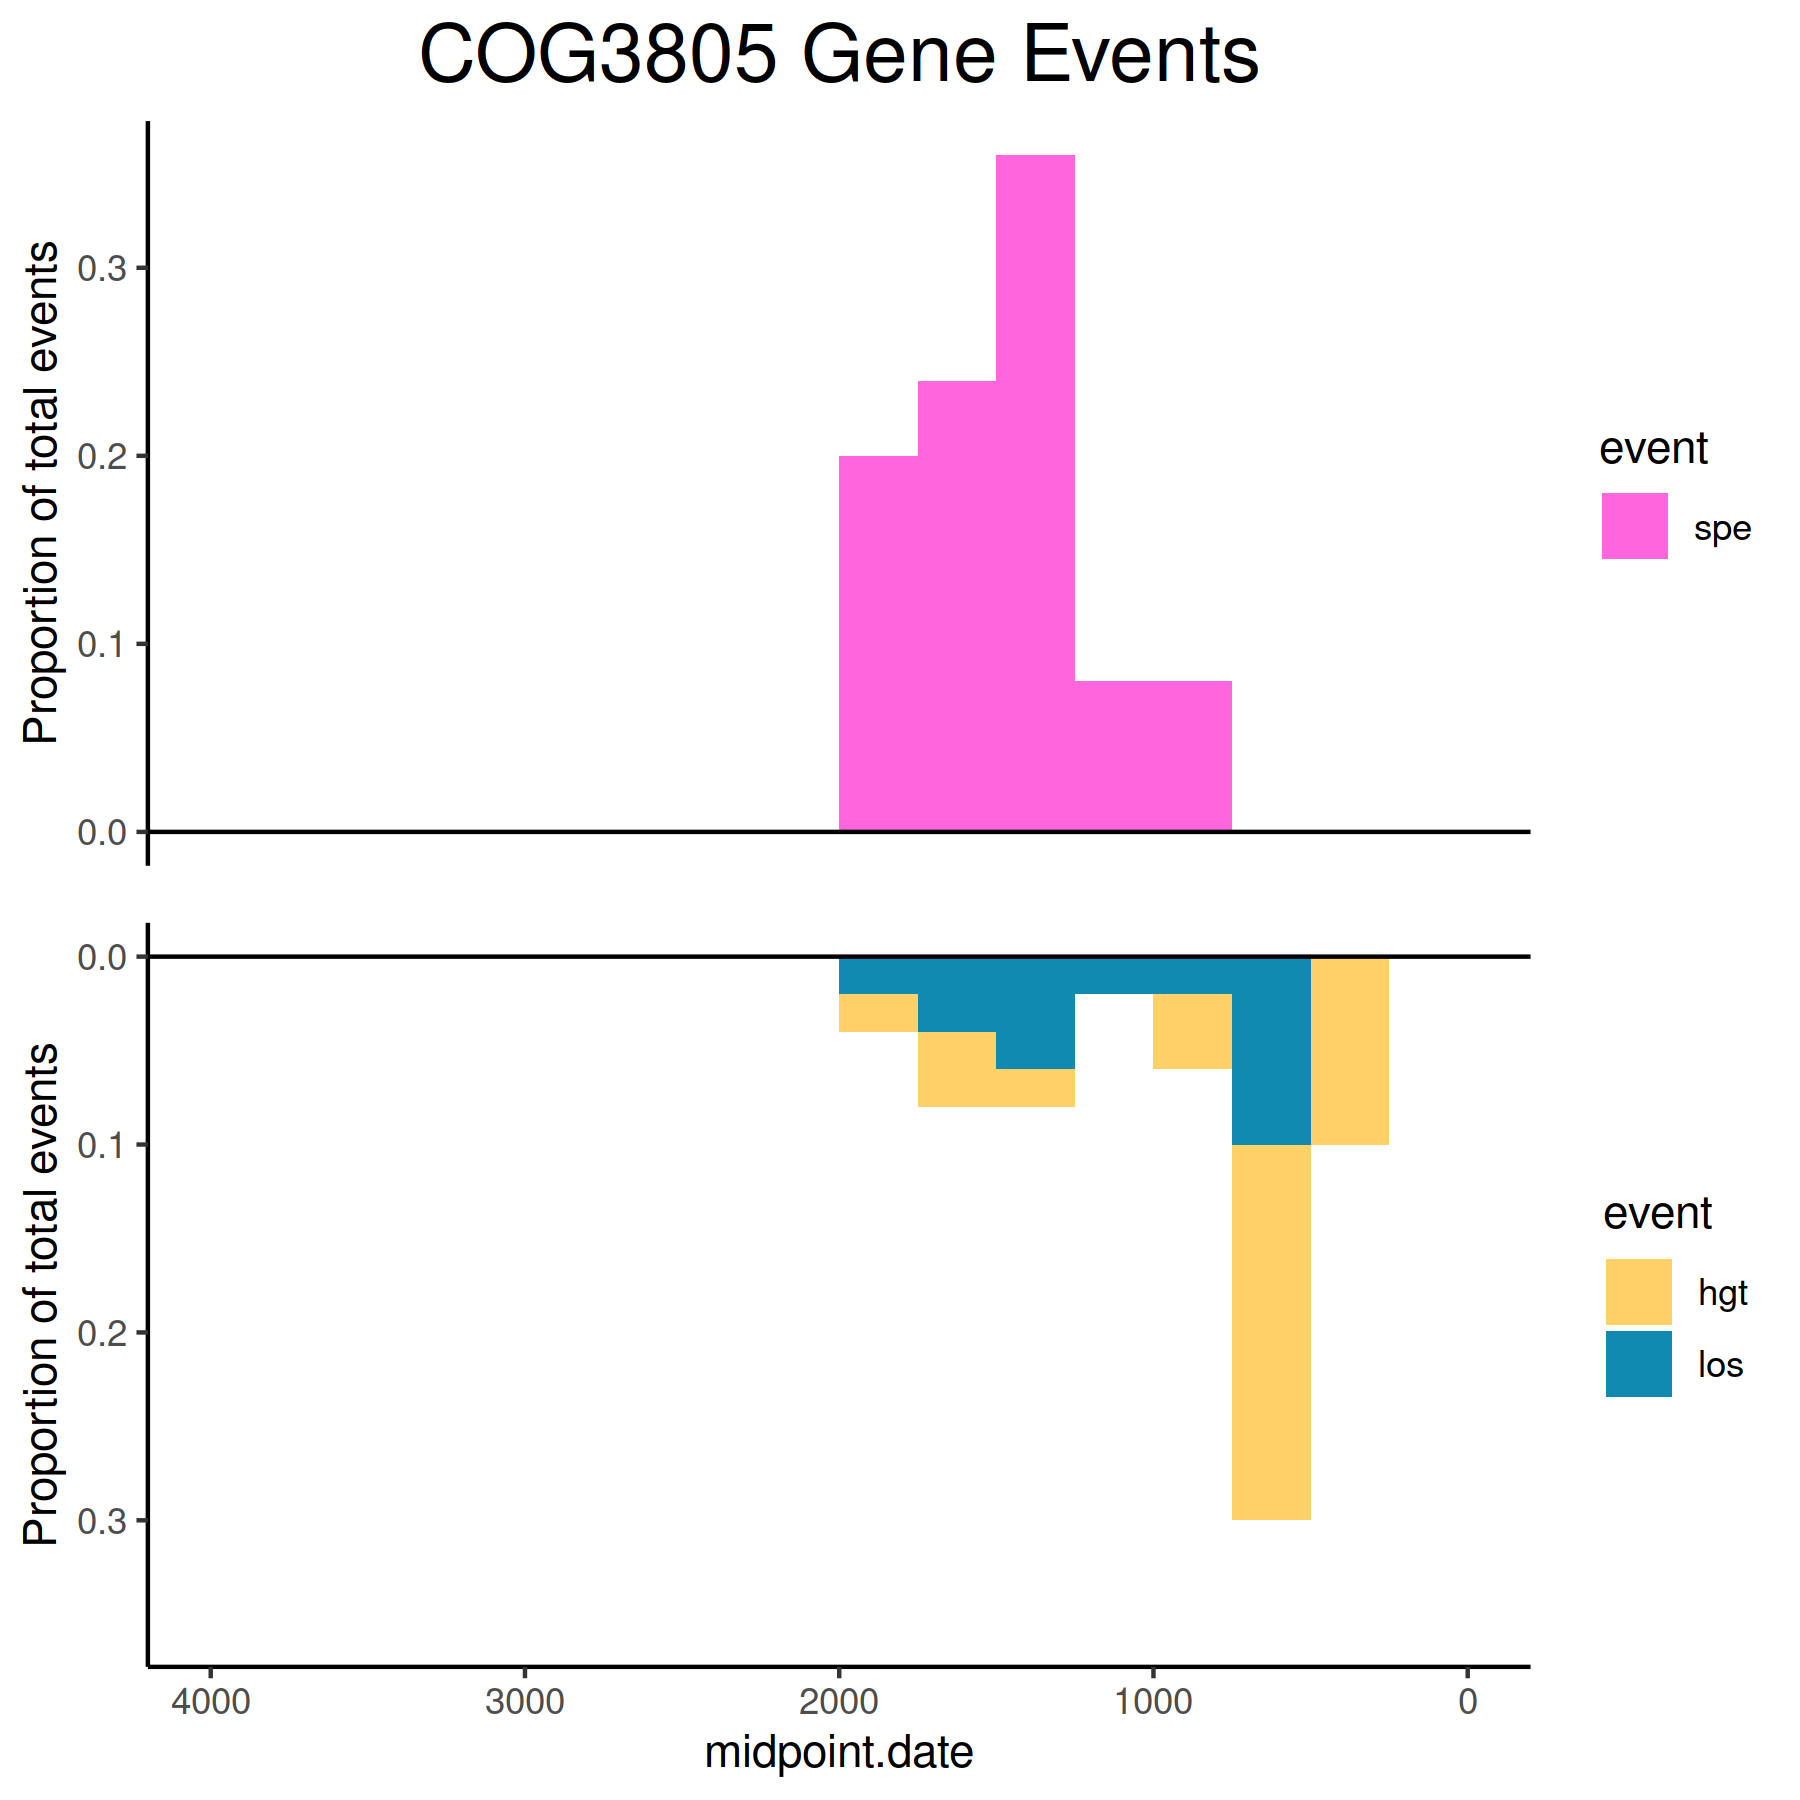 COG3805 Gene Events
Proportion of total events
0.3
0.2
0.1
0.0
event
spe
Proportion of total events
0.0
0.1
0.2
0.3
event
hgt
los
4000 3000 2000 1000 0
midpoint.date